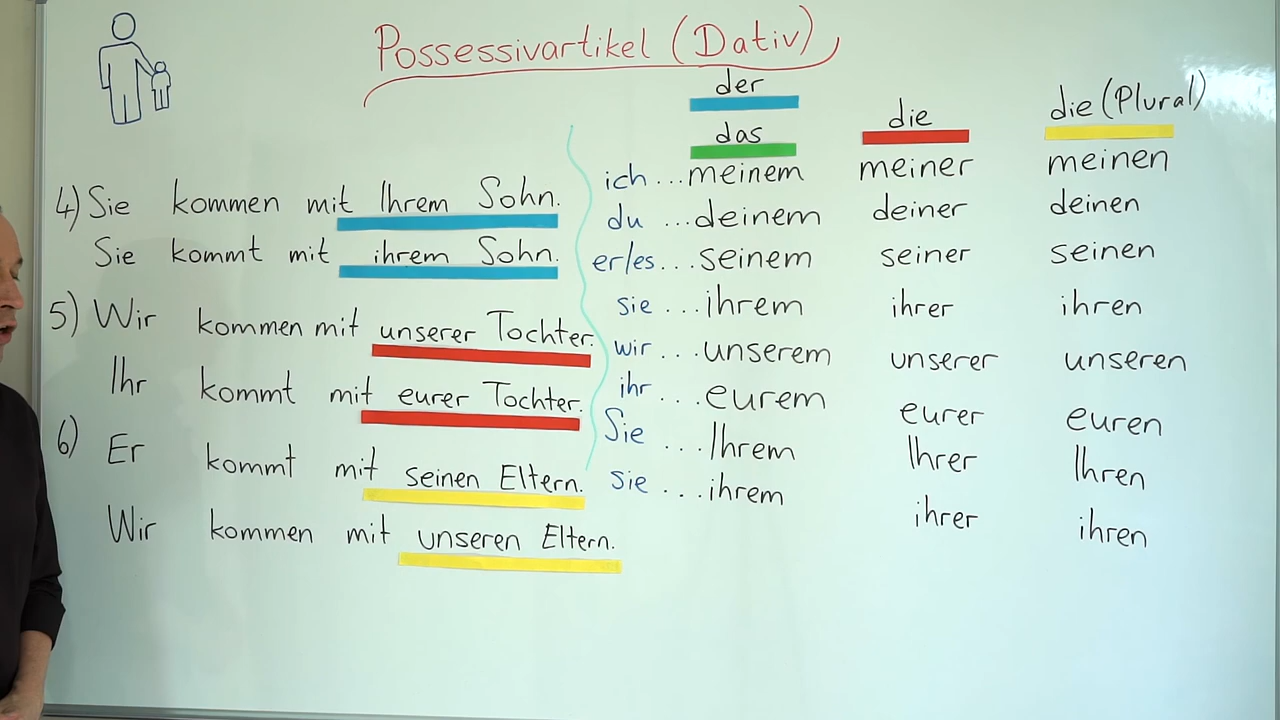 Possessivartikel (Dativ)
4) Sie kommen mit Ihrem Sohn.
Sie kommt mit ihrem Sohn.
5) Wir kommen mit unserer Tochter.
Ihr kommt mit eurer Tochter.
6) Er kommt mit seinen Eltern.
Wir kommen mit unseren Eltern.
der
das die die (Plural)
ich ... meinem meiner meinen
du ... deinem deiner deinen
er/es ... seinem seiner seinen
sie ... ihrem ihrer ihren
wir ... unserem unserer unseren
ihr ... eurem eurer euren
Sie ... Ihrem Ihrer Ihren
sie ... ihrem ihrer ihren